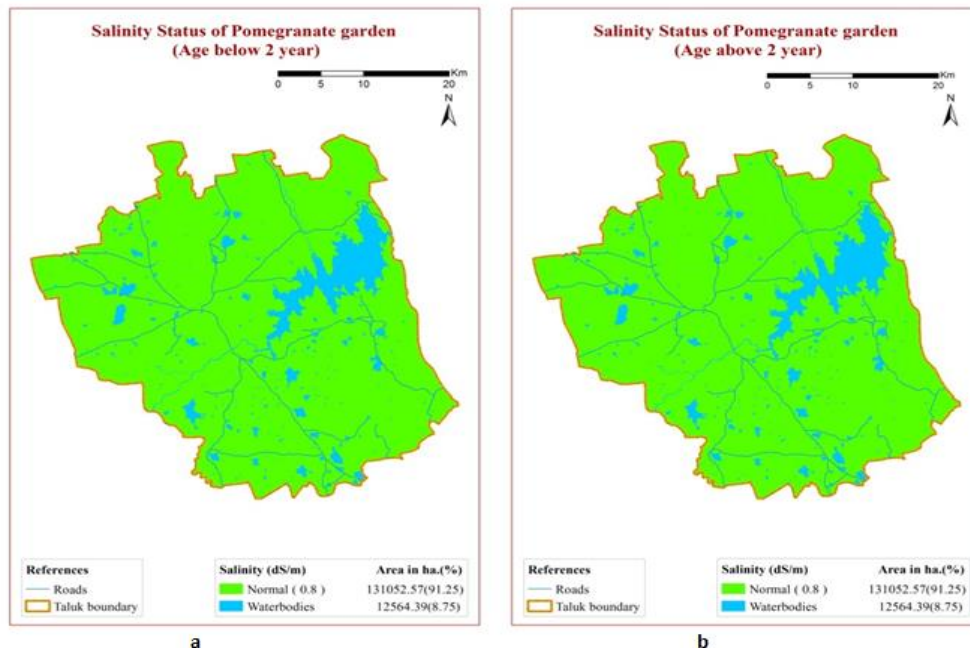 Salinity Status of Pomegranate garden
(Age below 2 year)
Km
0 5 10 20
N
References
Roads
Taluk boundary
Salinity (dS/m) Area in ha.(%)
Normal ( 0.8 ) 131052.57(91.25)
Waterbodies 12564.39(8.75)
a
Salinity Status of Pomegranate garden
(Age above 2 year)
Km
0 5 10 20
N
References
Roads
Taluk boundary
Salinity (dS/m) Area in ha.(%)
Normal ( 0.8 ) 131052.57(91.25)
Waterbodies 12564.39(8.75)
b